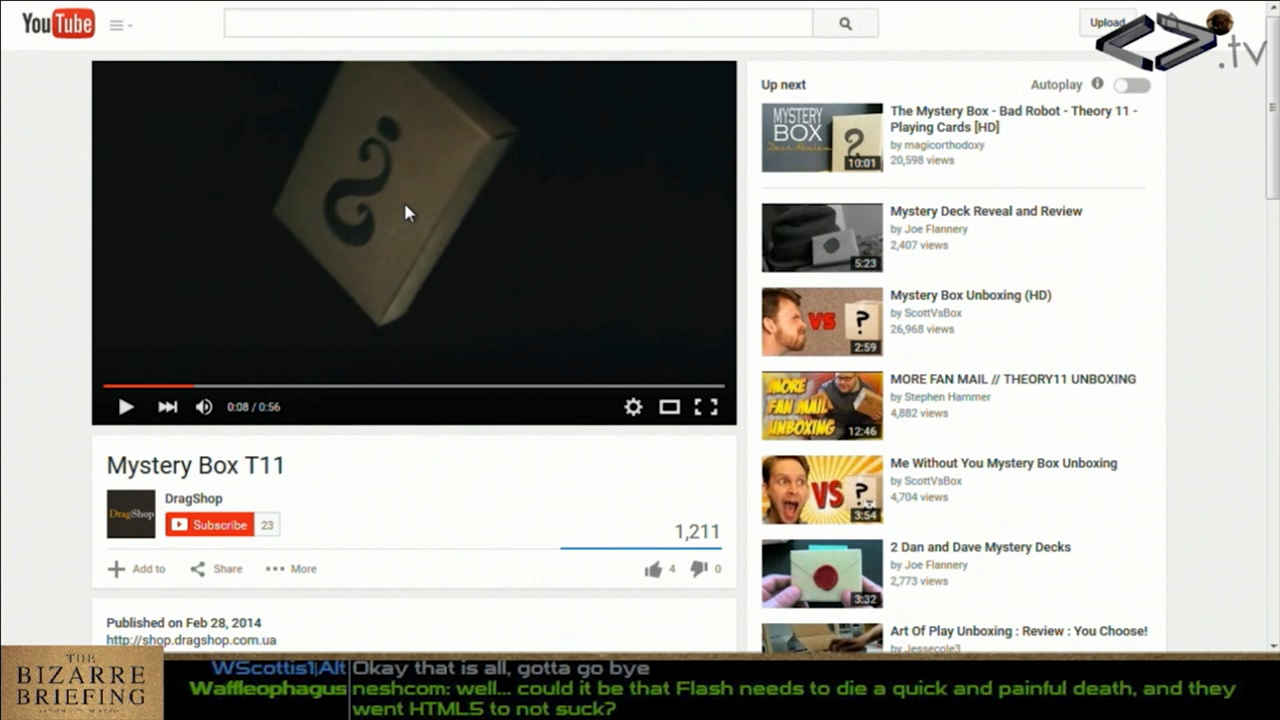 YouTube
Upload
.tv
?
0:08 / 0:56
Mystery Box T11
DragShop
DragShop
Subscribe 23
1,211
Add to Share More 4 0
Published on Feb 28, 2014
http://shop.dragshop.com.ua
Up next
Autoplay
MYSTERY
BOX
?
10:01
The Mystery Box - Bad Robot - Theory 11 -
Playing Cards [HD]
by magicorthodoxy
20,598 views
5:23
Mystery Deck Reveal and Review
by Joe Flannery
2,407 views
VS
?
2:59
Mystery Box Unboxing (HD)
by ScottVsBox
26,968 views
MORE
FAN MAIL
UNBOXING
12:46
MORE FAN MAIL // THEORY11 UNBOXING
by Stephen Hammer
4,882 views
VS
?
3:54
Me Without You Mystery Box Unboxing
by ScottVsBox
4,704 views
3:32
2 Dan and Dave Mystery Decks
by Joe Flannery
2,773 views
Art Of Play Unboxing : Review : You Choose!
by Jessecole3
THE
BIZARRE
BRIEFING
WScottis1|Alt Okay that is all, gotta go bye
Waffleophagus neshcom: well... could it be that Flash needs to die a quick and painful death, and they
went HTML5 to not suck?